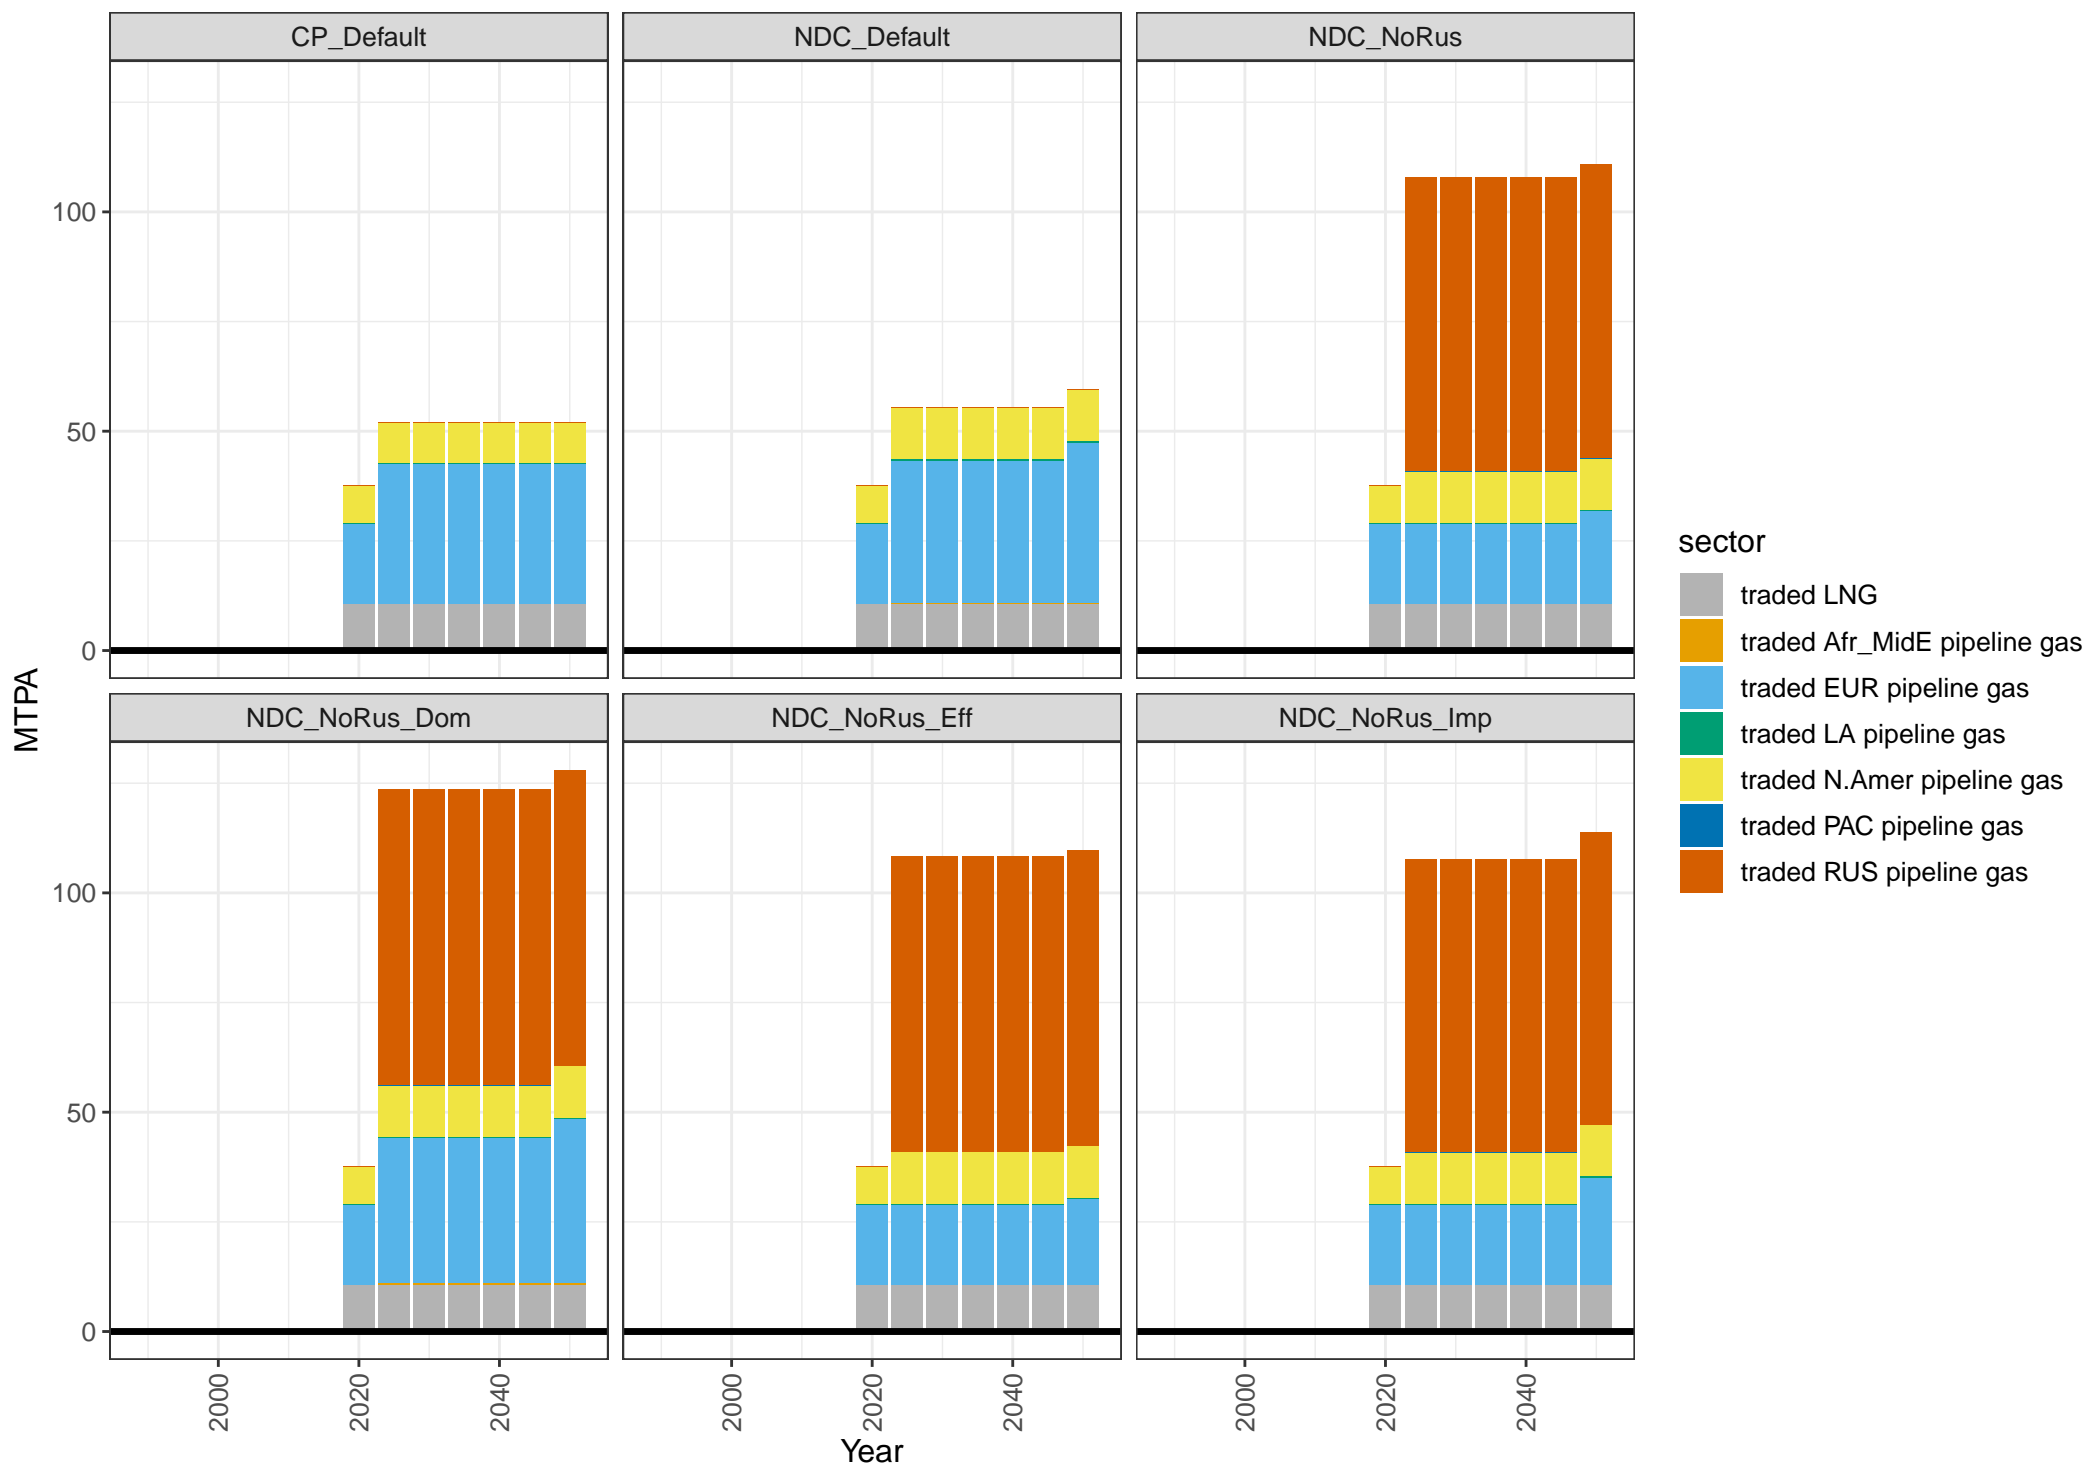 CP_Default
NDC_Default
NDC_NoRus
100
50
0
MTPA
NDC_NoRus_Dom
NDC_NoRus_Eff
NDC_NoRus_Imp
100
50
0
2000
2020
2040
2000
2020
2040
2000
2020
2040
Year
sector
traded LNG
traded Afr_MidE pipeline gas
traded EUR pipeline gas
traded LA pipeline gas
traded N.Amer pipeline gas
traded PAC pipeline gas
traded RUS pipeline gas